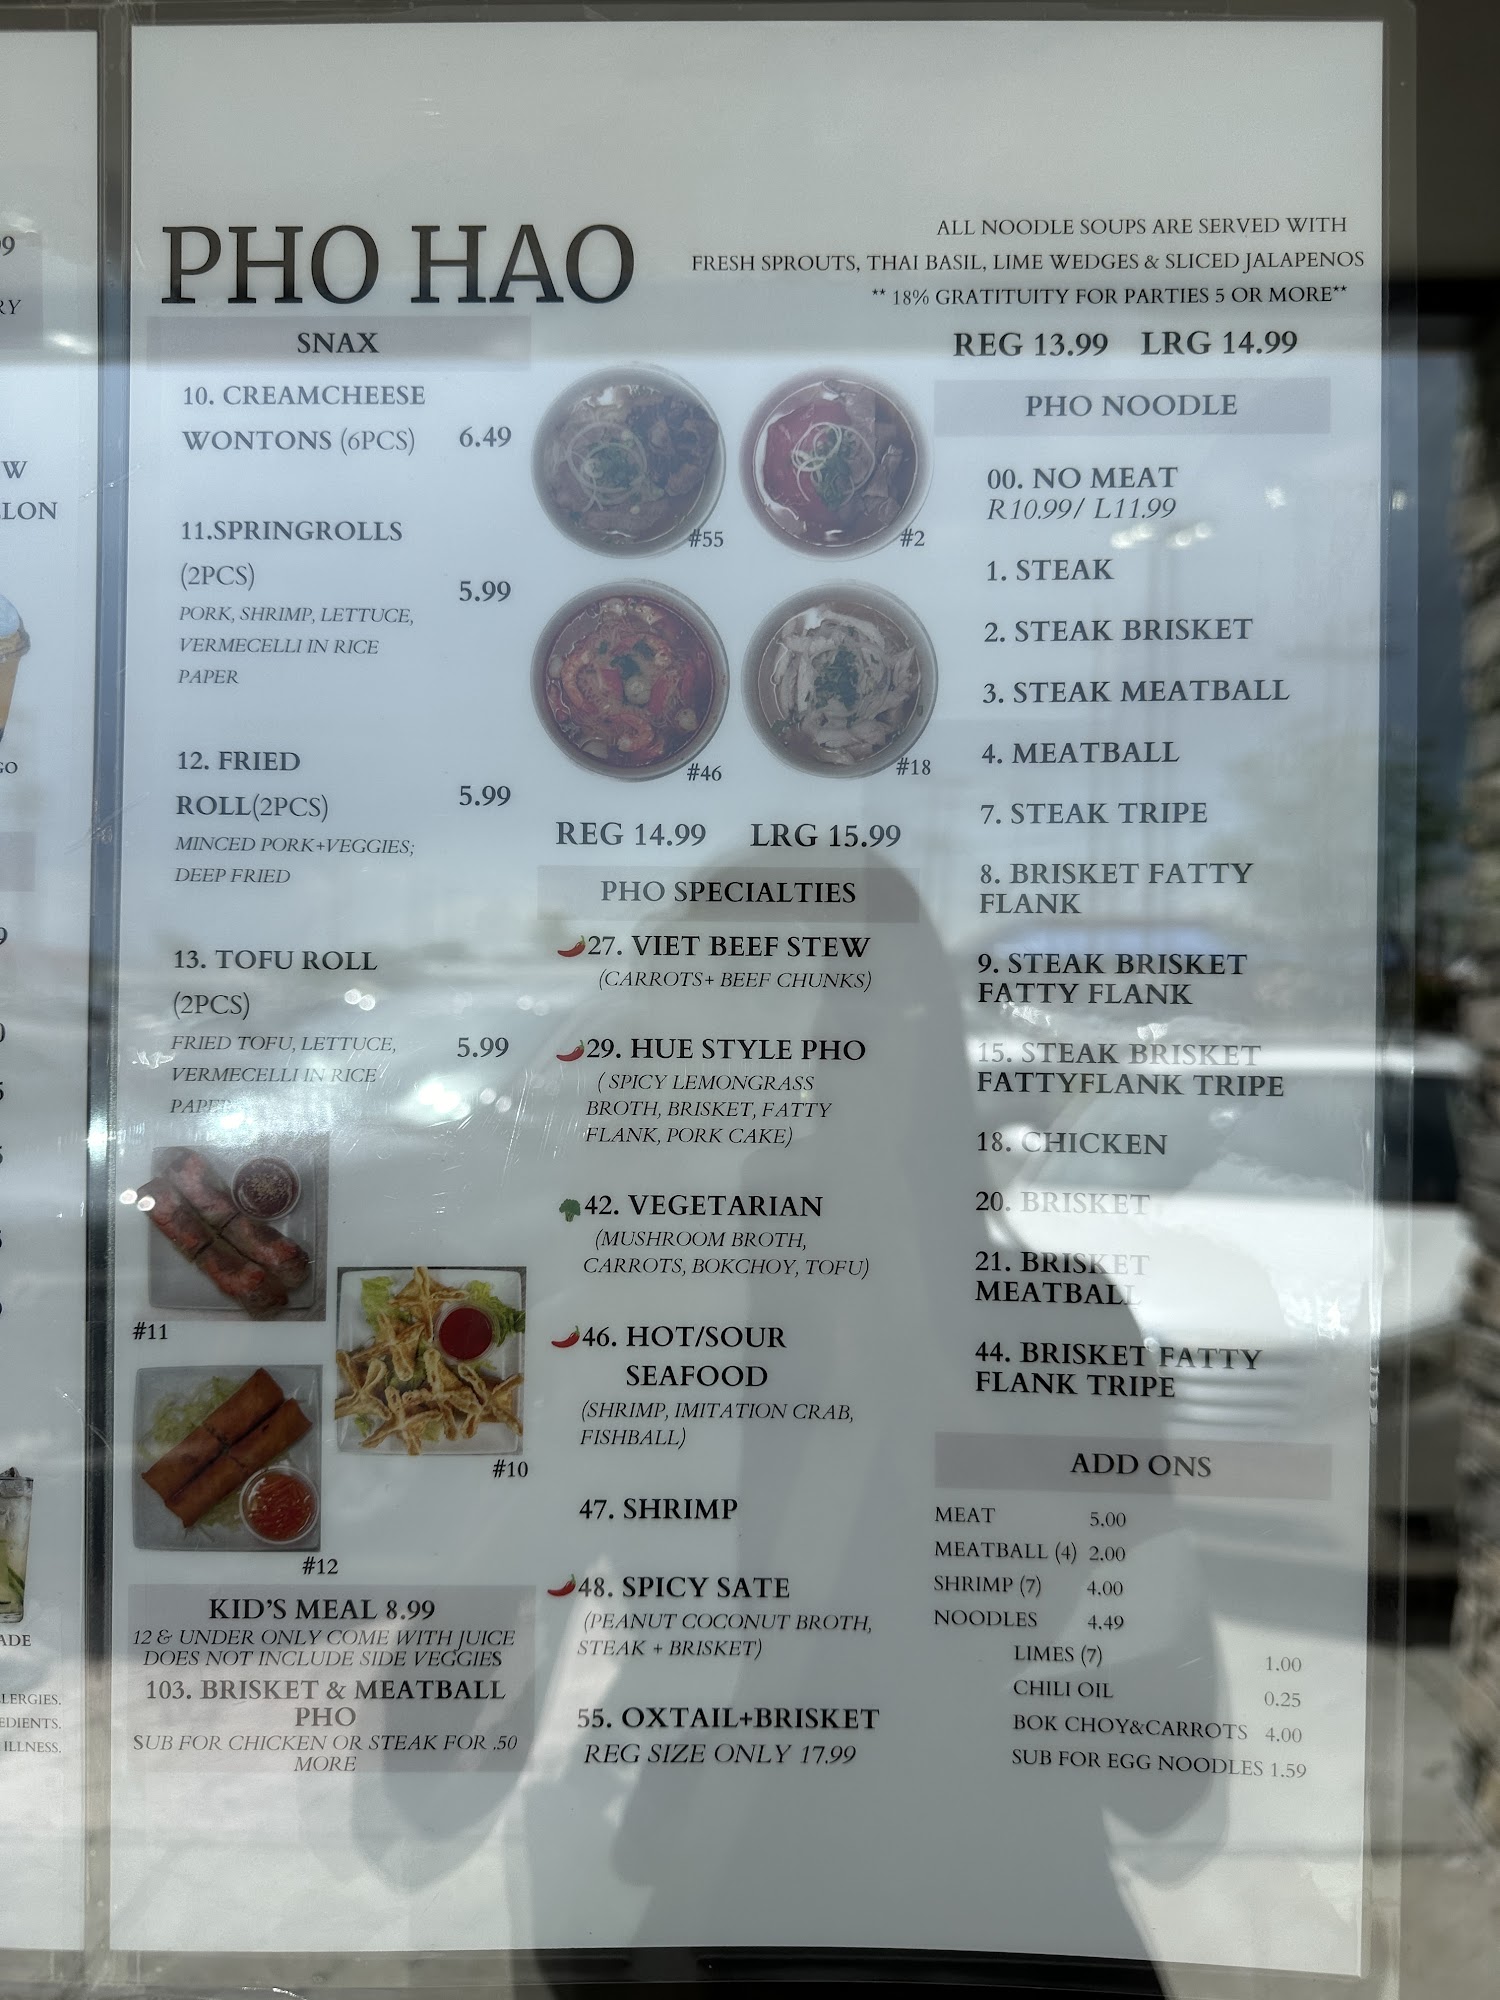 PHO HAO
ALL NOODLE SOUPS ARE SERVED WITH
FRESH SPROUTS, THAI BASIL, LIME WEDGES & SLICED JALAPENOS
** 18% GRATITUITY FOR PARTIES 5 OR MORE**
SNAX
10. CREAMCHEESE
WONTONS (6PCS) 6.49
11.SPRINGROLLS
(2PCS) 5.99
PORK, SHRIMP, LETTUCE,
VERMECELLI IN RICE
PAPER
12. FRIED
ROLL(2PCS) 5.99
MINCED PORK+VEGGIES;
DEEP FRIED
13. TOFU ROLL
(2PCS)
FRIED TOFU, LETTUCE, 5.99
VERMECELLI IN RICE
PAPER
#11
#10
#12
KID'S MEAL 8.99
12 & UNDER ONLY COME WITH JUICE
DOES NOT INCLUDE SIDE VEGGIES
103. BRISKET & MEATBALL
PHO
SUB FOR CHICKEN OR STEAK FOR .50
MORE
#55
#2
#46
#18
REG 14.99 LRG 15.99
PHO SPECIALTIES
27. VIET BEEF STEW
(CARROTS+ BEEF CHUNKS)
29. HUE STYLE PHO
( SPICY LEMONGRASS
BROTH, BRISKET, FATTY
FLANK, PORK CAKE)
42. VEGETARIAN
(MUSHROOM BROTH,
CARROTS, BOKCHOY, TOFU)
46. HOT/SOUR
SEAFOOD
(SHRIMP, IMITATION CRAB,
FISHBALL)
47. SHRIMP
48. SPICY SATE
(PEANUT COCONUT BROTH,
STEAK + BRISKET)
55. OXTAIL+BRISKET
REG SIZE ONLY 17.99
REG 13.99 LRG 14.99
PHO NOODLE
00. NO MEAT
R10.99/ L11.99
1. STEAK
2. STEAK BRISKET
3. STEAK MEATBALL
4. MEATBALL
7. STEAK TRIPE
8. BRISKET FATTY
FLANK
9. STEAK BRISKET
FATTY FLANK
15. STEAK BRISKET
FATTYFLANK TRIPE
18. CHICKEN
20. BRISKET
21. BRISKET
MEATBALL
44. BRISKET FATTY
FLANK TRIPE
ADD ONS
MEAT 5.00
MEATBALL (4) 2.00
SHRIMP (7) 4.00
NOODLES 4.49
LIMES (7) 1.00
CHILI OIL 0.25
BOK CHOY&CARROTS 4.00
SUB FOR EGG NOODLES 1.59